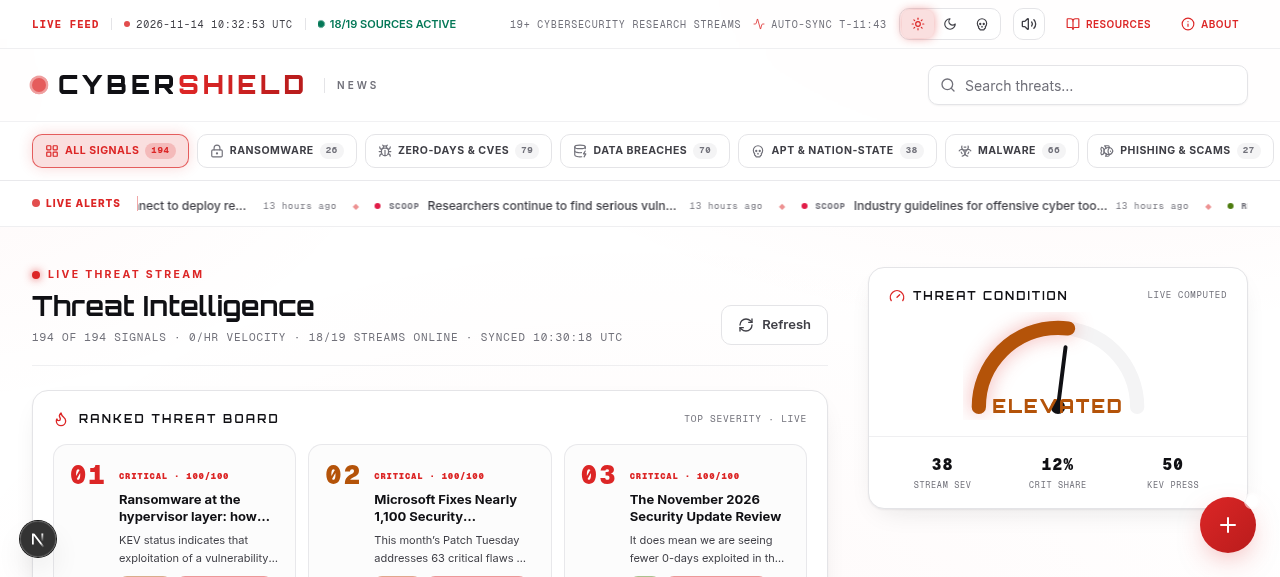 LIVE FEED 2026-11-14 10:32:53 UTC 18/19 SOURCES ACTIVE 19+ CYBERSECURITY RESEARCH STREAMS AUTO-SYNC T-11:43 RESOURCES ABOUT
CYBERSHIELD NEWS Search threats...
ALL SIGNALS 194 RANSOMWARE 26 ZERO-DAYS & CVES 79 DATA BREACHES 70 APT & NATION-STATE 38 MALWARE 66 PHISHING & SCAMS 27
LIVE ALERTS nnect to deploy re... 13 hours ago SCOOP Researchers continue to find serious vuln... 13 hours ago SCOOP Industry guidelines for offensive cyber too... 13 hours ago
LIVE THREAT STREAM
Threat Intelligence
194 OF 194 SIGNALS · 0/HR VELOCITY · 18/19 STREAMS ONLINE · SYNCED 10:30:18 UTC
Refresh
RANKED THREAT BOARD TOP SEVERITY · LIVE
01 CRITICAL · 100/100
Ransomware at the
hypervisor layer: how...
KEV status indicates that
exploitation of a vulnerability...
02 CRITICAL · 100/100
Microsoft Fixes Nearly
1,100 Security...
This month's Patch Tuesday
addresses 63 critical flaws ...
03 CRITICAL · 100/100
The November 2026
Security Update Review
It does mean we are seeing
fewer 0-days exploited in th...
THREAT CONDITION LIVE COMPUTED
ELEVATED
38 12% 50
STREAM SEV CRIT SHARE KEV PRESS
N